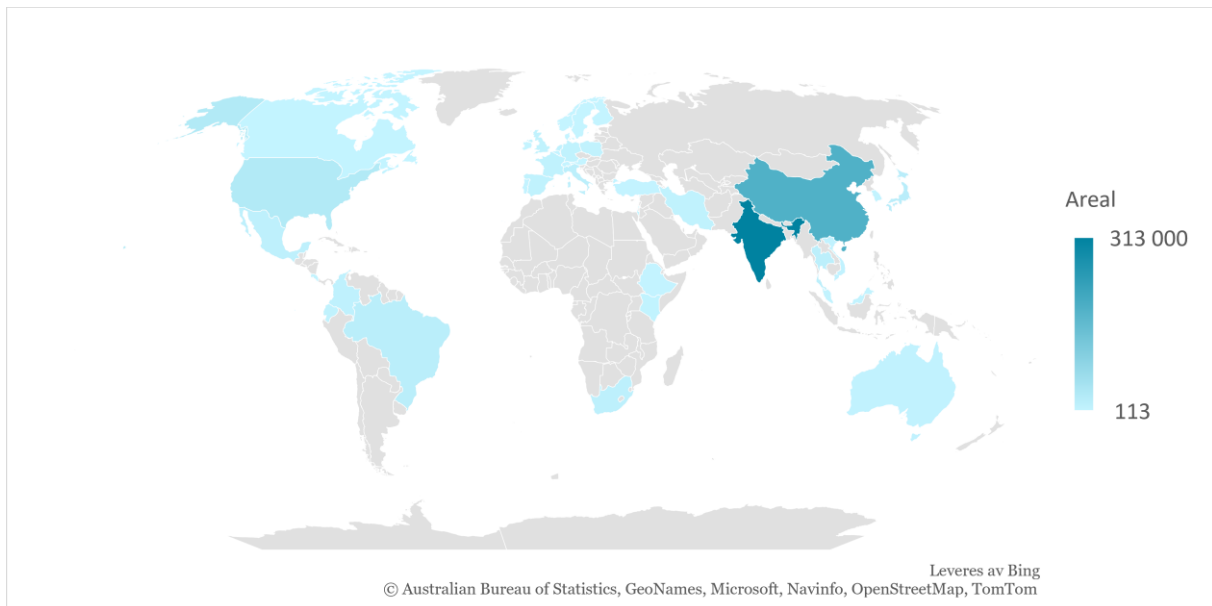 Areal
313 000
113
Leveres av Bing
© Australian Bureau of Statistics, GeoNames, Microsoft, Navinfo, OpenStreetMap, TomTom